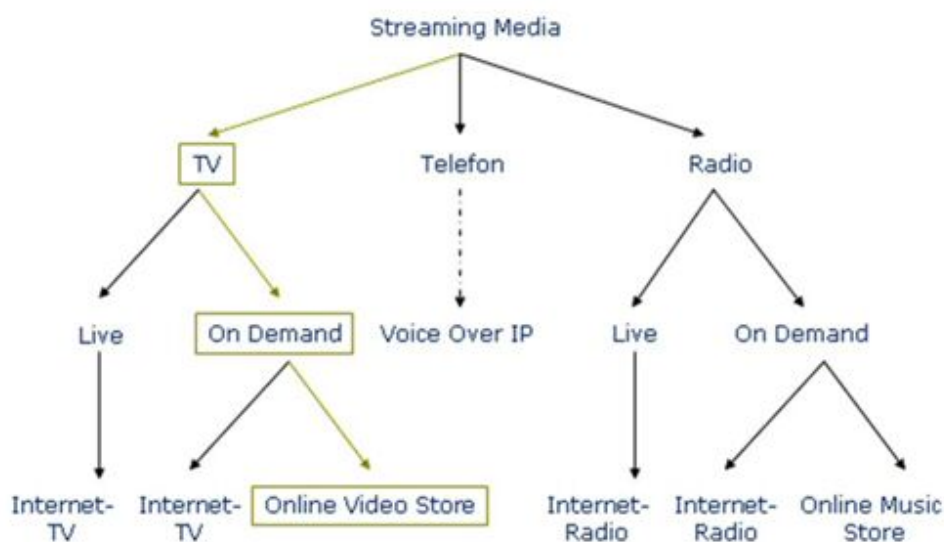 Streaming Media
TV Telefon Radio
Live On Demand Voice Over IP Live On Demand
Internet- Internet- Online Video Store Internet- Internet- Online Music
TV TV Radio Radio Store